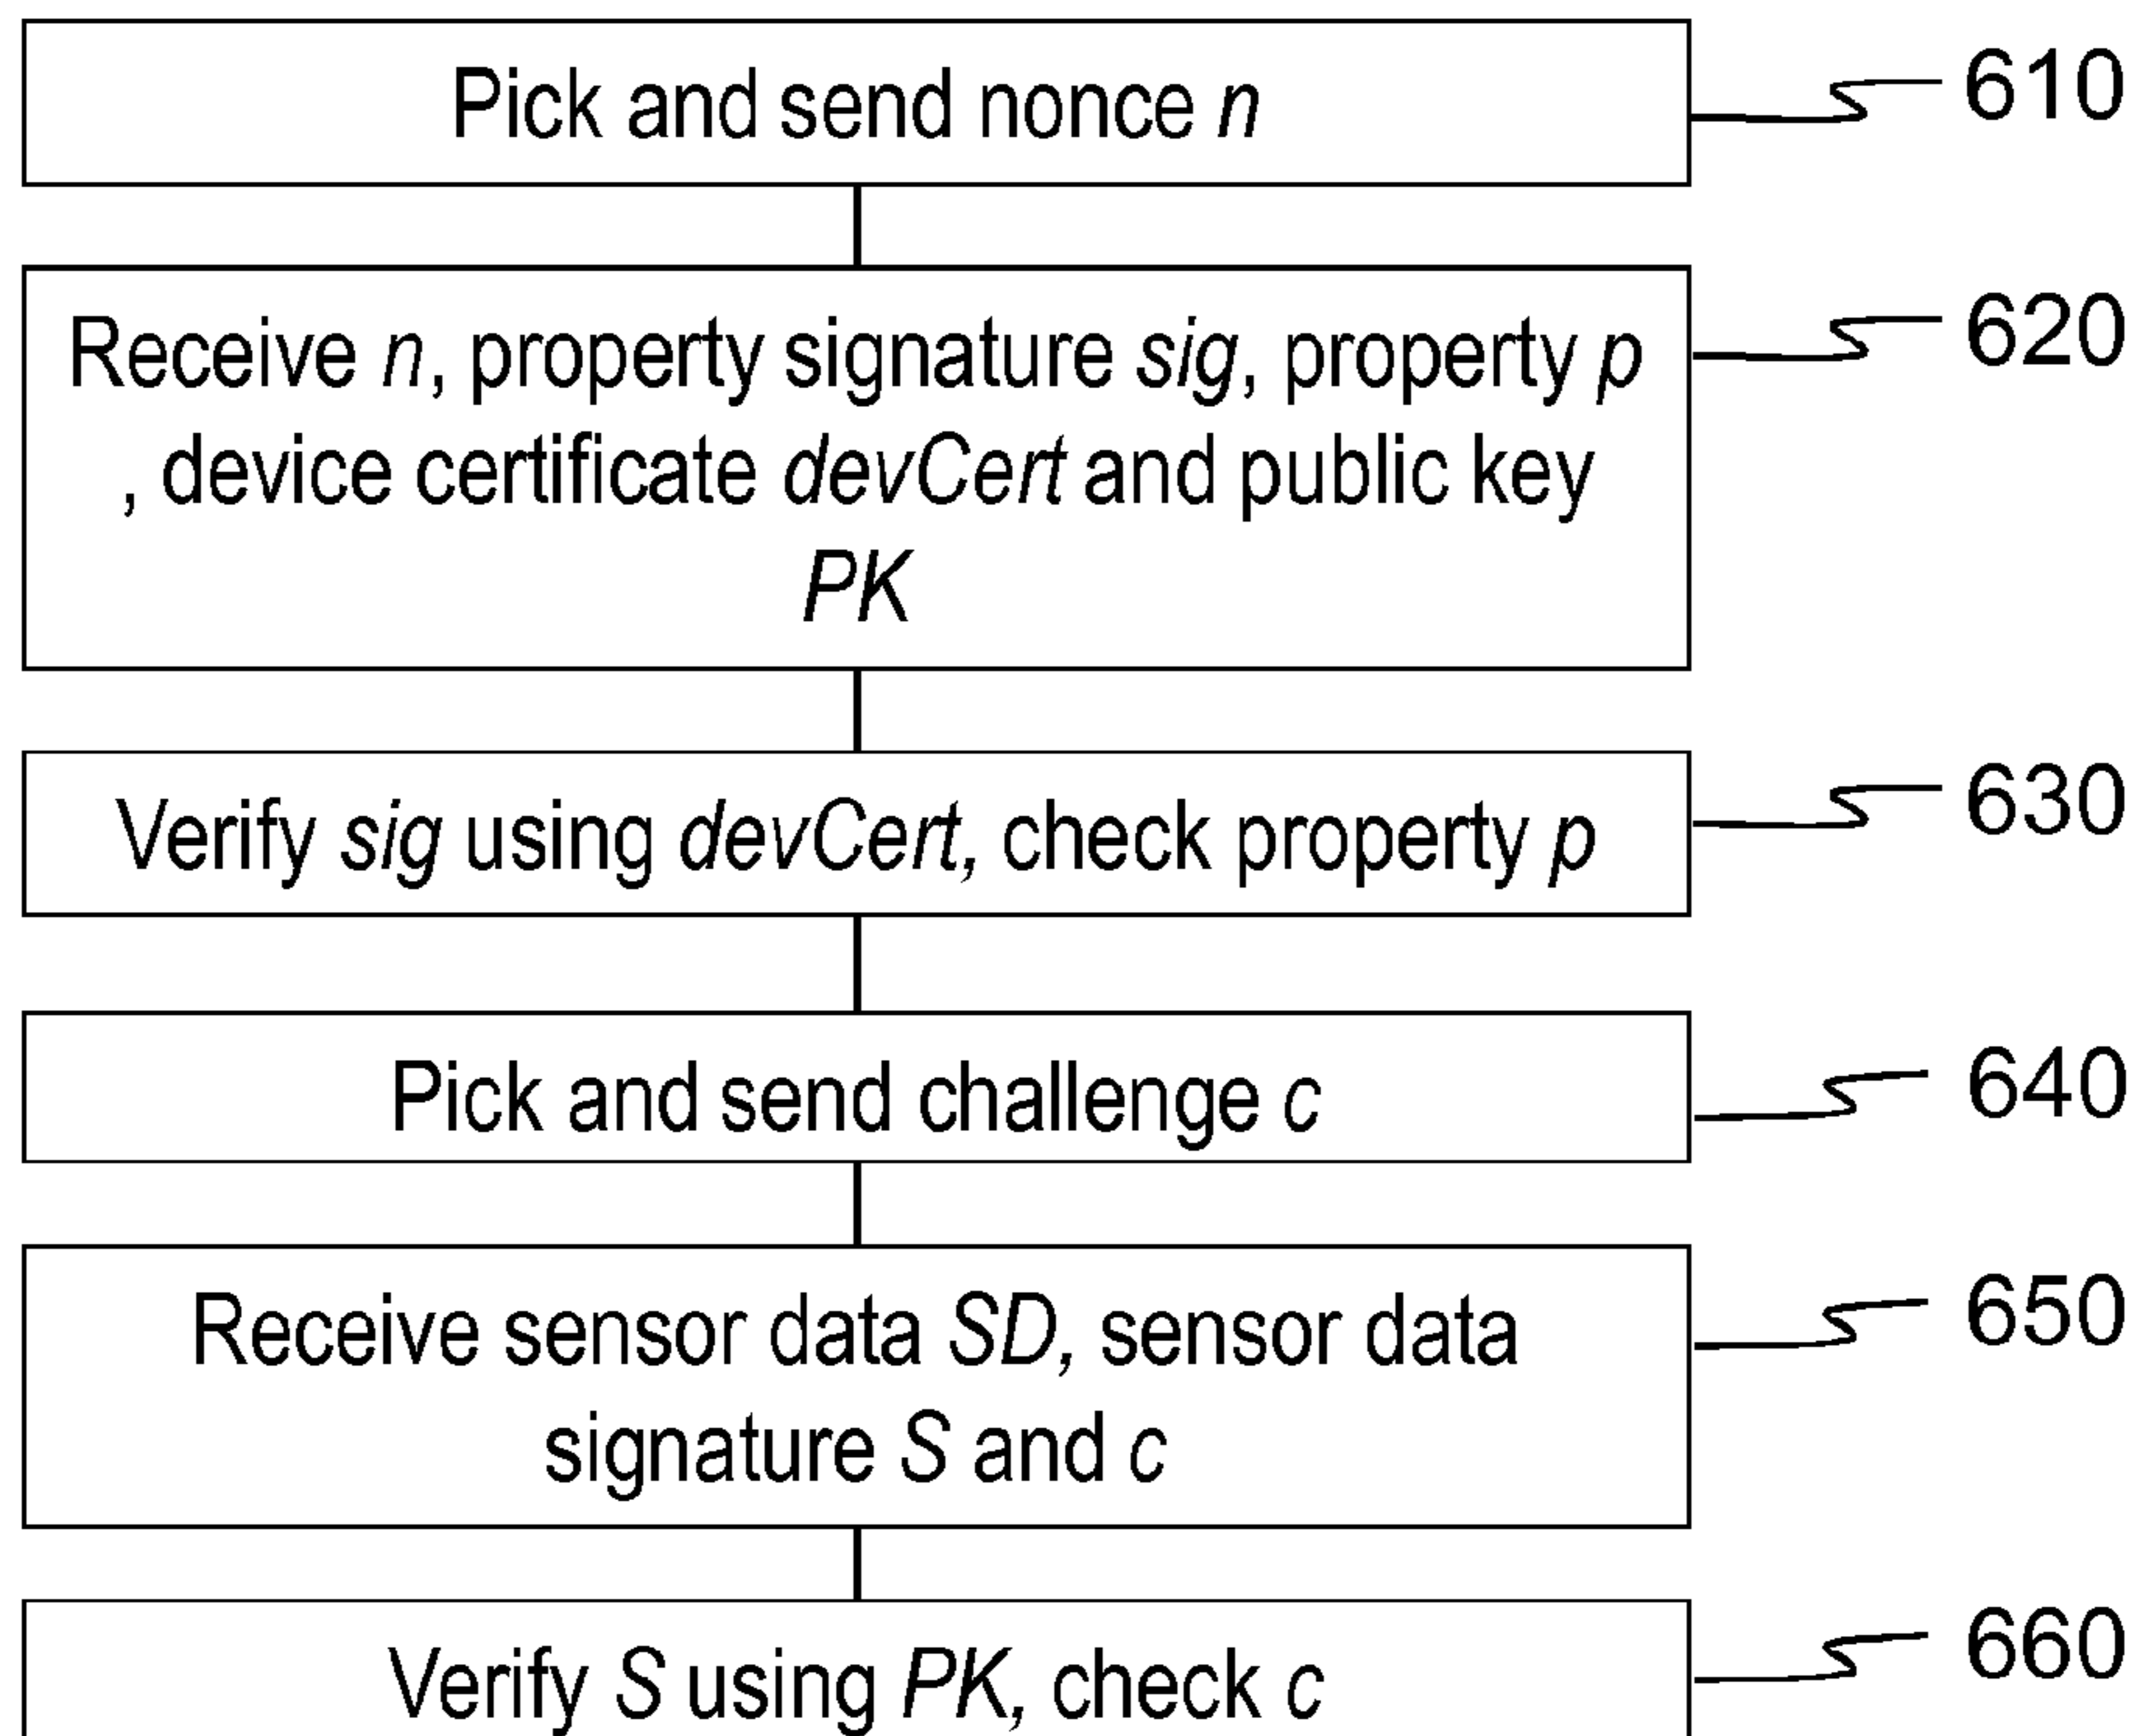 Pick and send nonce n
610
Receive n, property signature sig, property p
620
, device certificate devCert and public key
PK
Verify sig using devCert, check property p
630
Pick and send challenge c
640
Receive sensor data SD, sensor data
650
signature S and c
Verify S using PK, check c
660